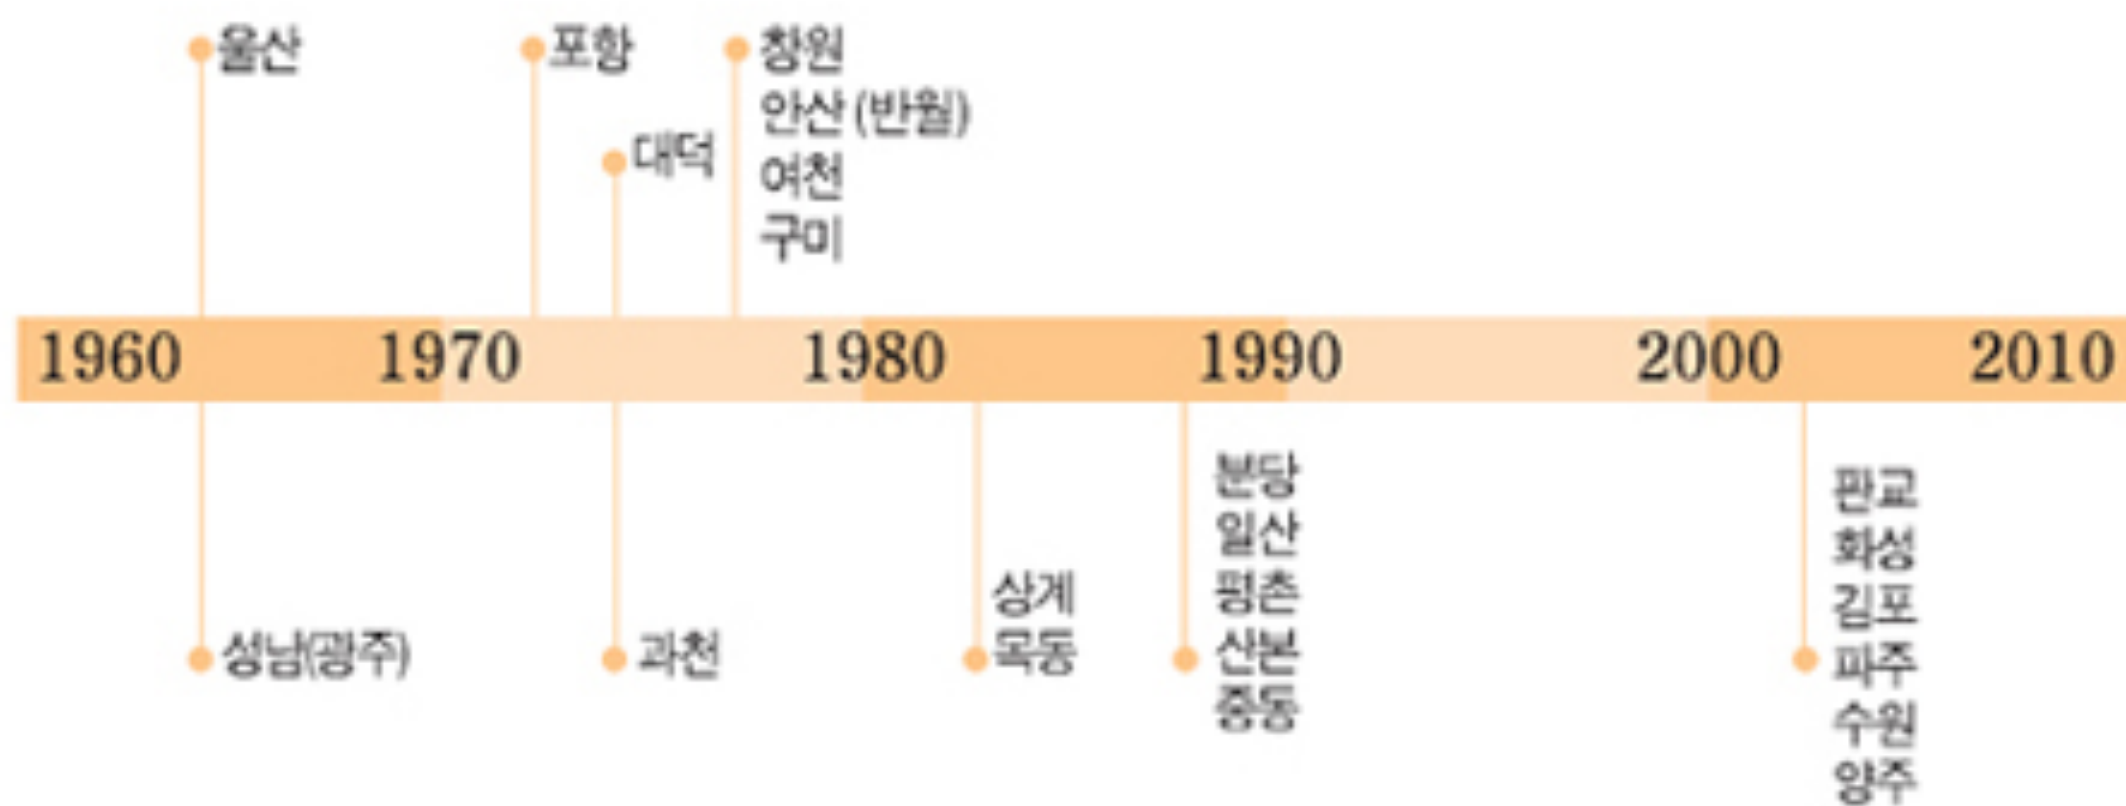 울산
포항
창원
안산 (반월)
여천
구미
대덕
1960 1970 1980 1990 2000 2010
성남(광주)
과천
상계
목동
분당
일산
평촌
산본
중동
판교
화성
김포
파주
수원
양주